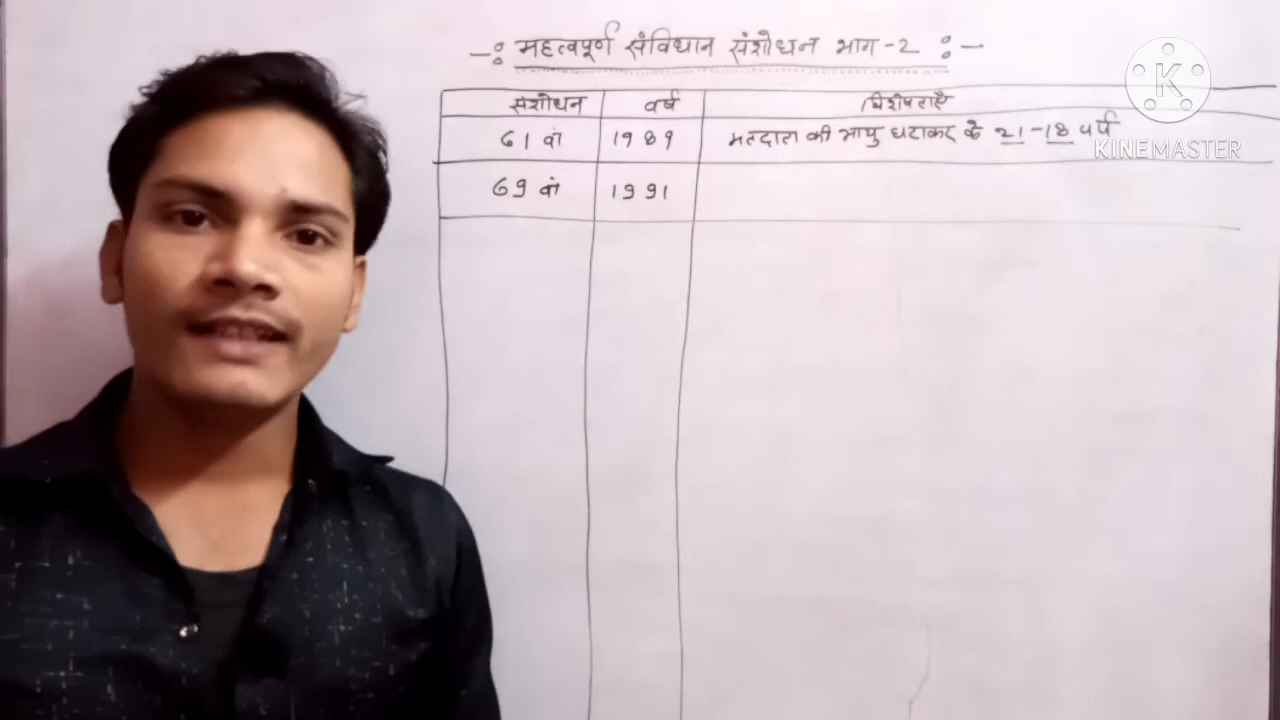 -: महत्वपूर्ण संविधान संशोधन भाग -2 :-
संशोधन वर्ष विशेषताएँ
61 वां 1989 मतदाता की आयु घटाकर के 21-18 वर्ष
69 वां 1991
K
KINEMASTER